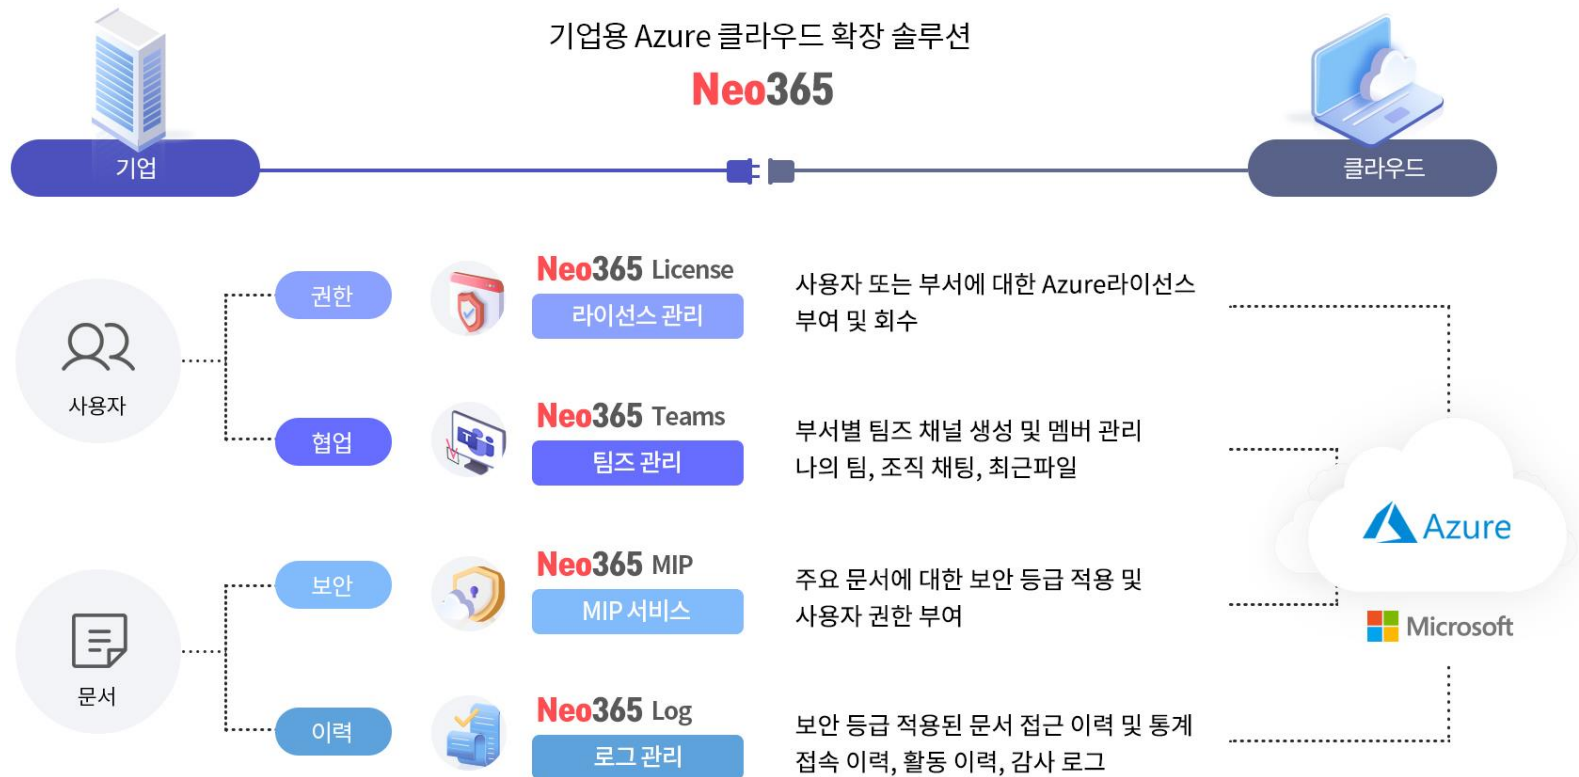 기업용 Azure 클라우드 확장 솔루션
Neo365
기업
클라우드
사용자
권한
Neo365 License
라이선스 관리
사용자 또는 부서에 대한 Azure라이선스
부여 및 회수
협업
Neo365 Teams
팀즈 관리
부서별 팀즈 채널 생성 및 멤버 관리
나의 팀, 조직 채팅, 최근파일
문서
보안
Neo365 MIP
MIP 서비스
주요 문서에 대한 보안 등급 적용 및
사용자 권한 부여
이력
Neo365 Log
로그 관리
보안 등급 적용된 문서 접근 이력 및 통계
접속 이력, 활동 이력, 감사 로그
Azure
Microsoft